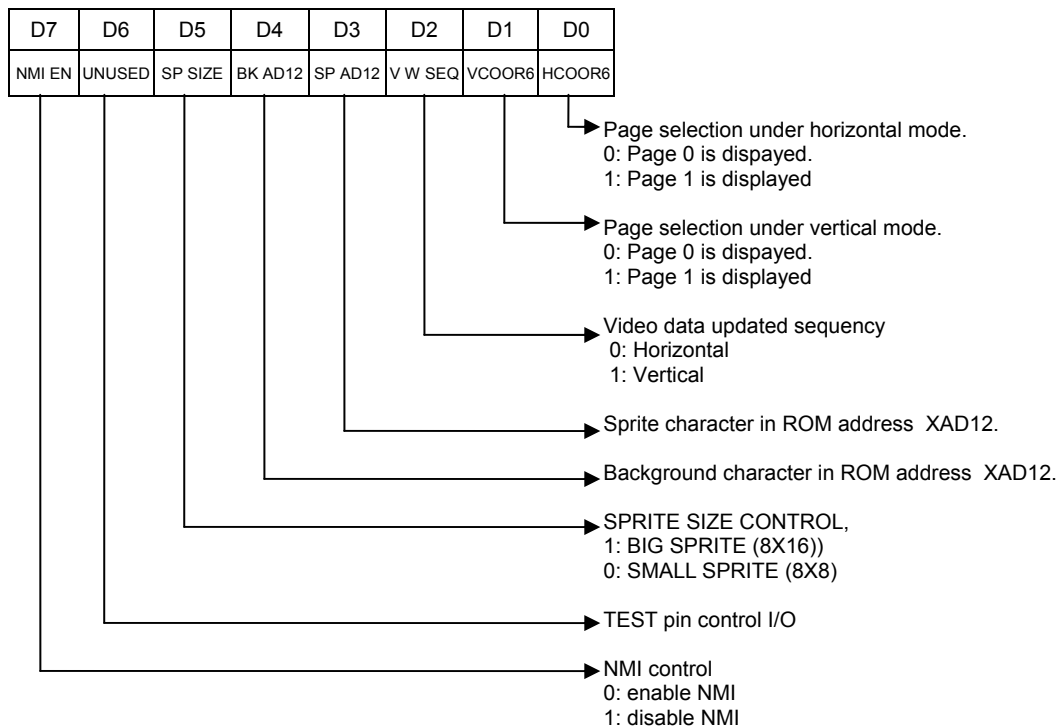 D7 D6 D5 D4 D3 D2 D1 D0
NMI EN UNUSED SP SIZE BK AD12 SP AD12 V W SEQ VCOOR6 HCOOR6
Page selection under horizontal mode.
0: Page 0 is dispayed.
1: Page 1 is displayed
Page selection under vertical mode.
0: Page 0 is dispayed.
1: Page 1 is displayed
Video data updated sequency
0: Horizontal
1: Vertical
Sprite character in ROM address XAD12.
Background character in ROM address XAD12.
SPRITE SIZE CONTROL,
1: BIG SPRITE (8X16))
0: SMALL SPRITE (8X8)
TEST pin control I/O
NMI control
0: enable NMI
1: disable NMI